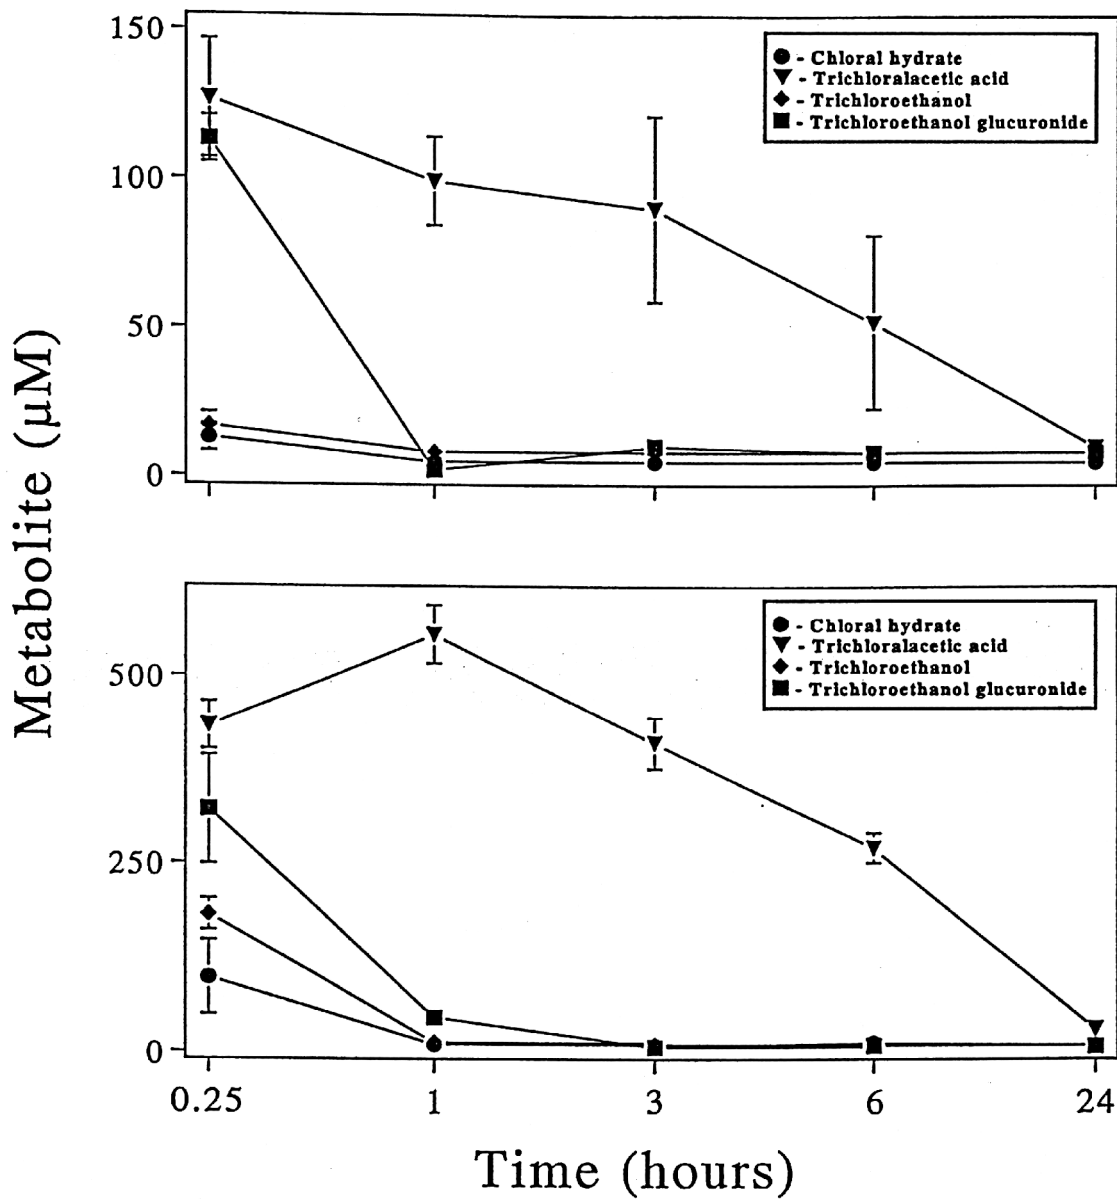 150
100
50
0
● - Chloral hydrate
▼ - Trichloralacetic acid
◆ - Trichloroethanol
■ - Trichloroethanol glucuronide
Metabolite (µM)
500
250
0
● - Chloral hydrate
▼ - Trichloralacetic acid
◆ - Trichloroethanol
■ - Trichloroethanol glucuronide
0.25 1 3 6 24
Time (hours)